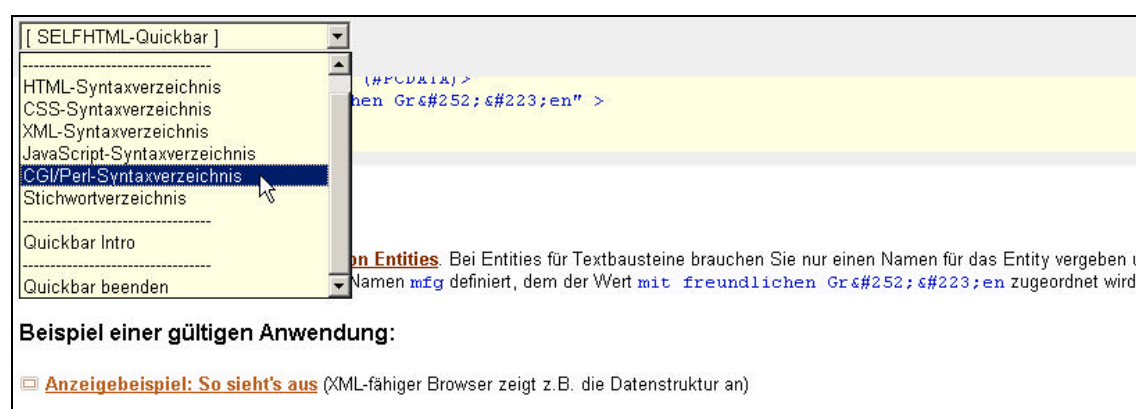 [ SELFHTML-Quickbar ]
--------------------------------
HTML-Syntaxverzeichnis
CSS-Syntaxverzeichnis
XML-Syntaxverzeichnis
JavaScript-Syntaxverzeichnis
CGI/Perl-Syntaxverzeichnis
Stichwortverzeichnis
--------------------------------
Quickbar Intro
--------------------------------
Quickbar beenden
(#PCDATA)>
hen Gr&#252;&#223;en" >
on Entities. Bei Entities für Textbausteine brauchen Sie nur einen Namen für das Entity vergeben
Namen mfg definiert, dem der Wert mit freundlichen Gr&#252;&#223;en zugeordnet wird
Beispiel einer gültigen Anwendung:
Anzeigebeispiel: So sieht's aus (XML-fähiger Browser zeigt z.B. die Datenstruktur an)